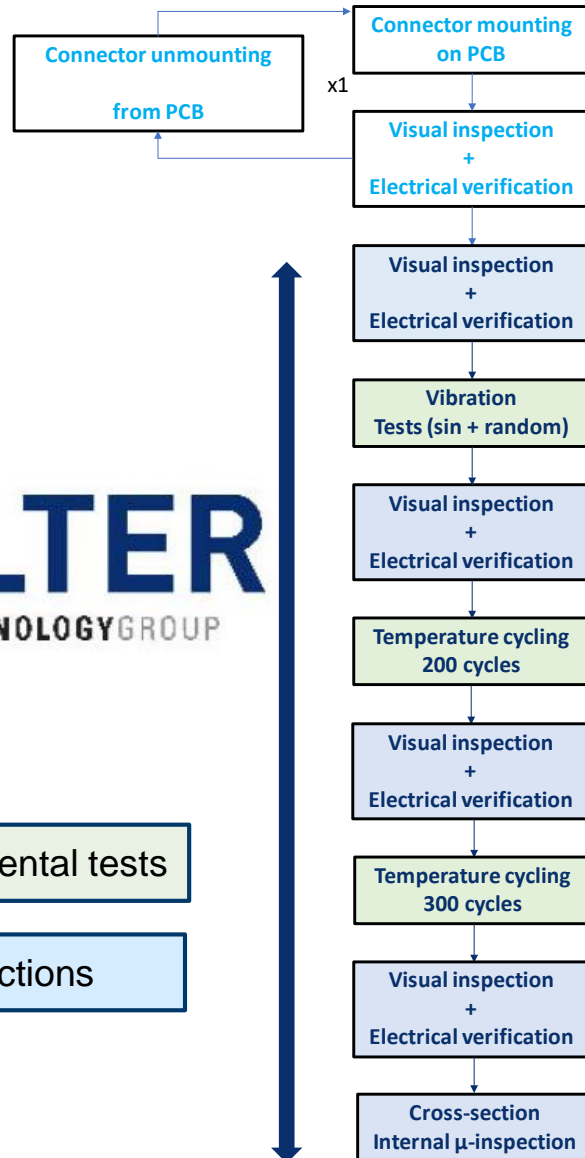 Connector unmounting
from PCB
x1
Connector mounting
on PCB
Visual inspection
+
Electrical verification
Visual inspection
+
Electrical verification
Vibration
Tests (sin + random)
Visual inspection
+
Electrical verification
LTER
NOLOGYGROUP
Temperature cycling
200 cycles
Visual inspection
+
Electrical verification
ental tests
Temperature cycling
300 cycles
ctions
Visual inspection
+
Electrical verification
Cross-section
Internal μ-inspection